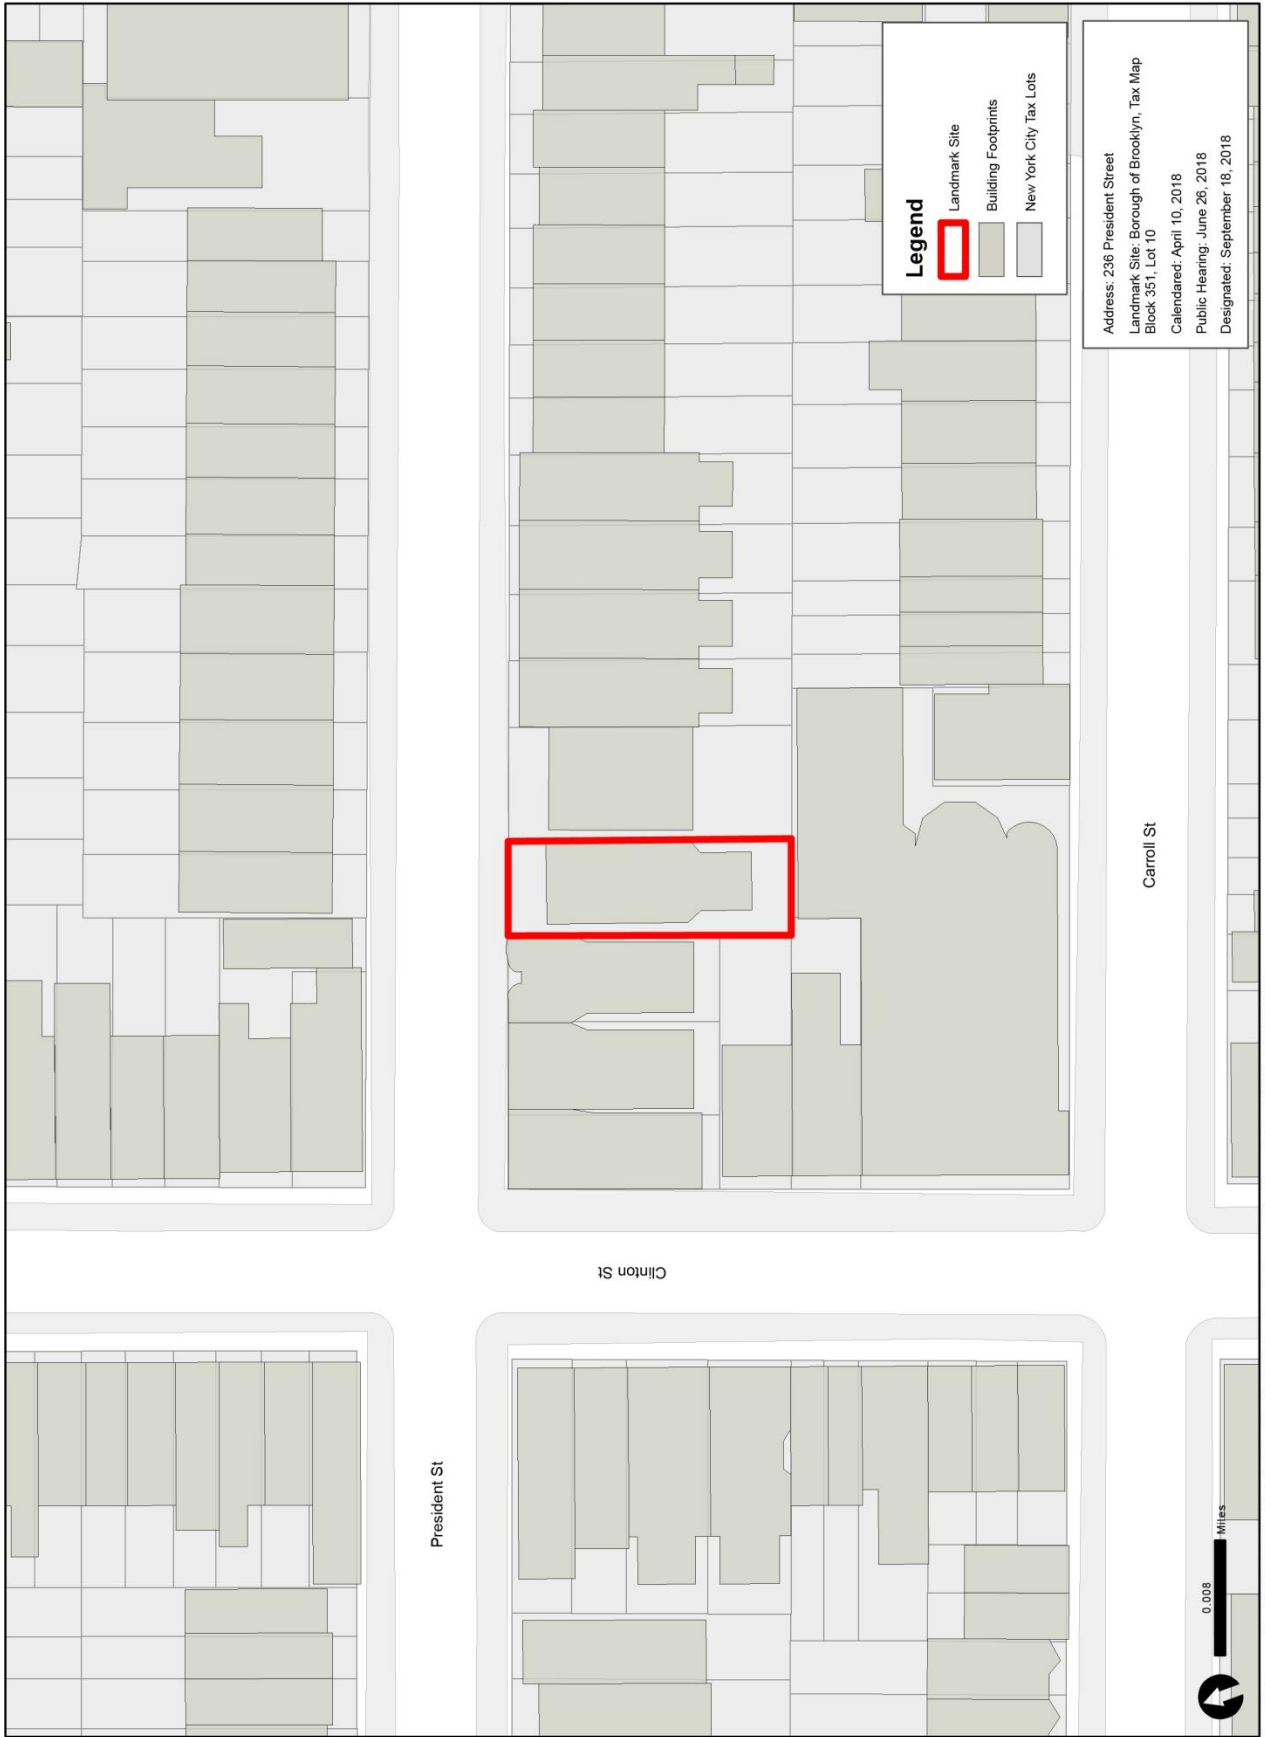 Legend
Landmark Site
Building Footprints
New York City Tax Lots
Address: 236 President Street
Landmark Site: Borough of Brooklyn, Tax Map
Block 351, Lot 10
Calendared: April 10, 2018
Public Hearing: June 26, 2018
Designated: September 18, 2018
President St
Clinton St
Carroll St
0.008
Miles